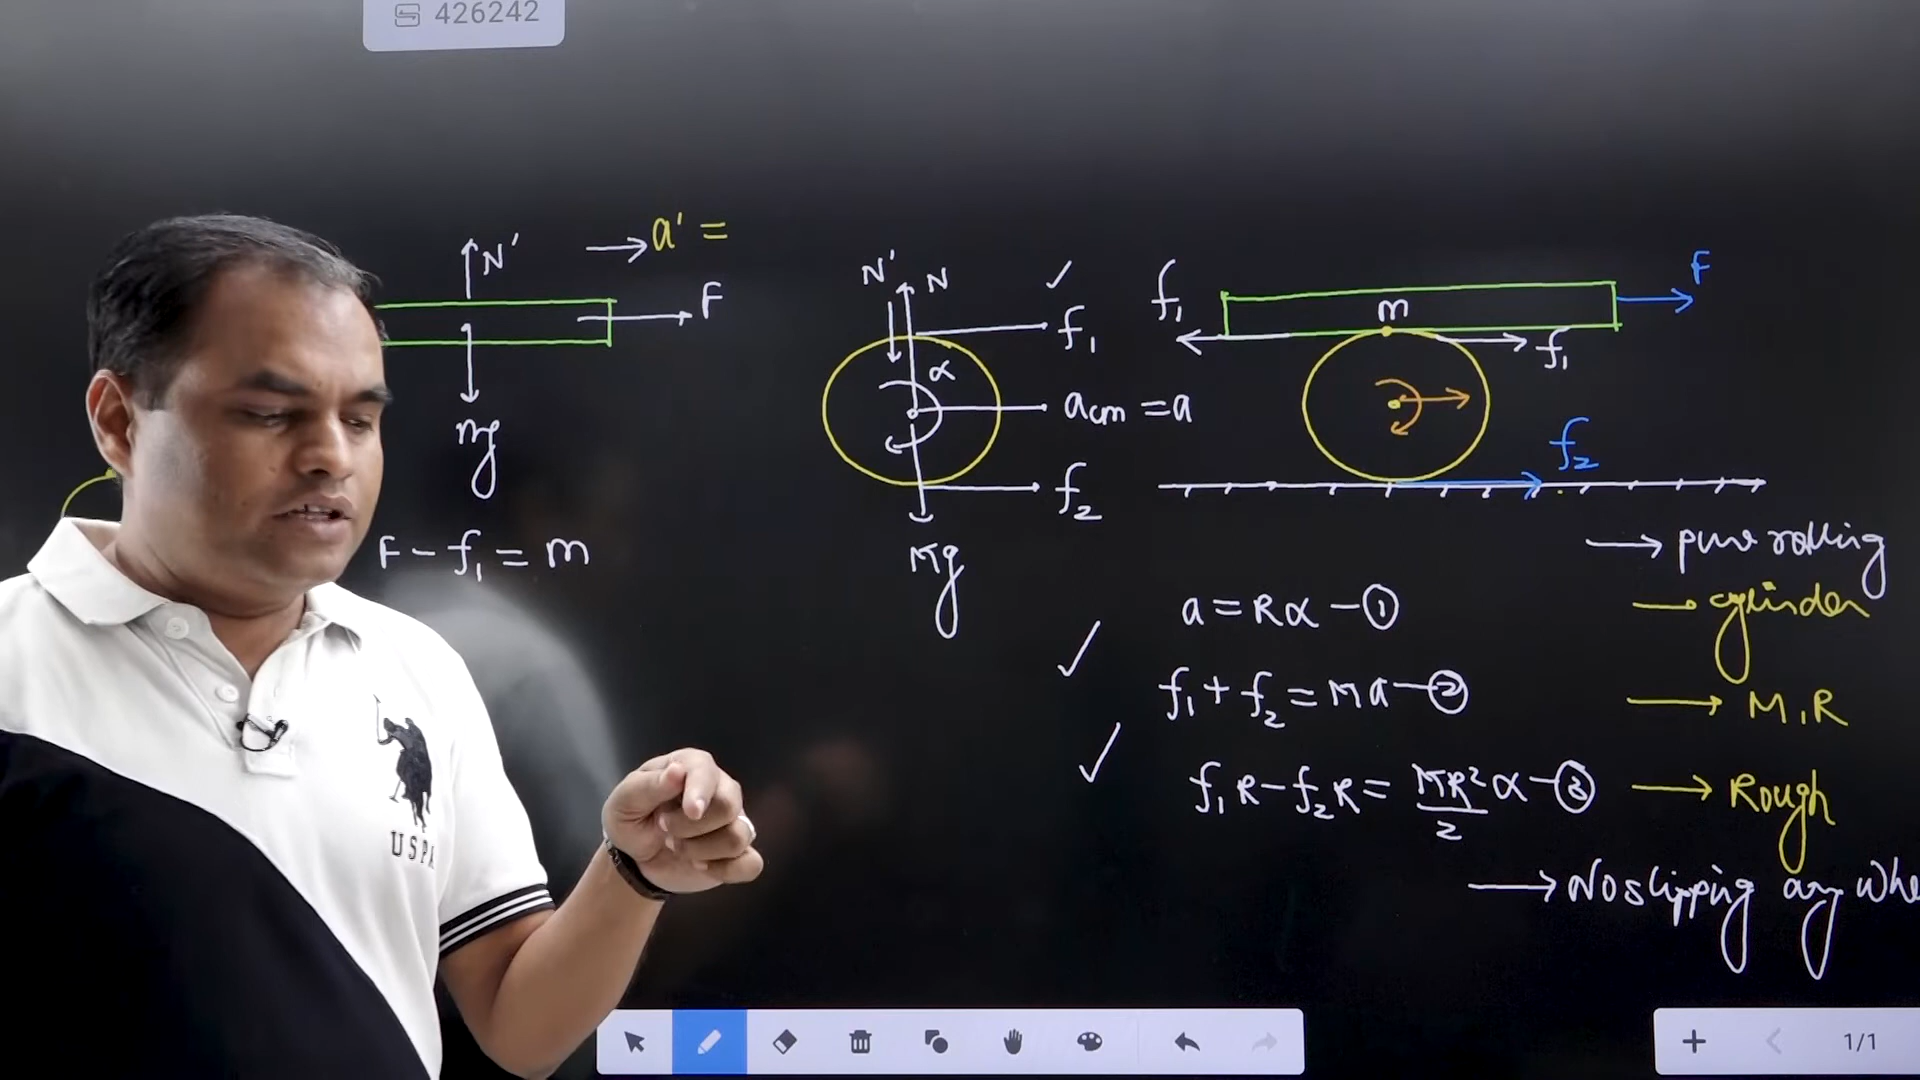 426242
N′
→ a′ =
F
mg
F − f₁ = m
N′
N
f₁
α
acm = a
f₂
Mg
f₁
m
F
f₁
f₂
→ pure rolling
→ cylinder
→ M, R
→ Rough
→ No slipping any whe
a = Rα − ①
f₁ + f₂ = Ma − ②
f₁R − f₂R = MR²/2 α − ③
USPA
1/1